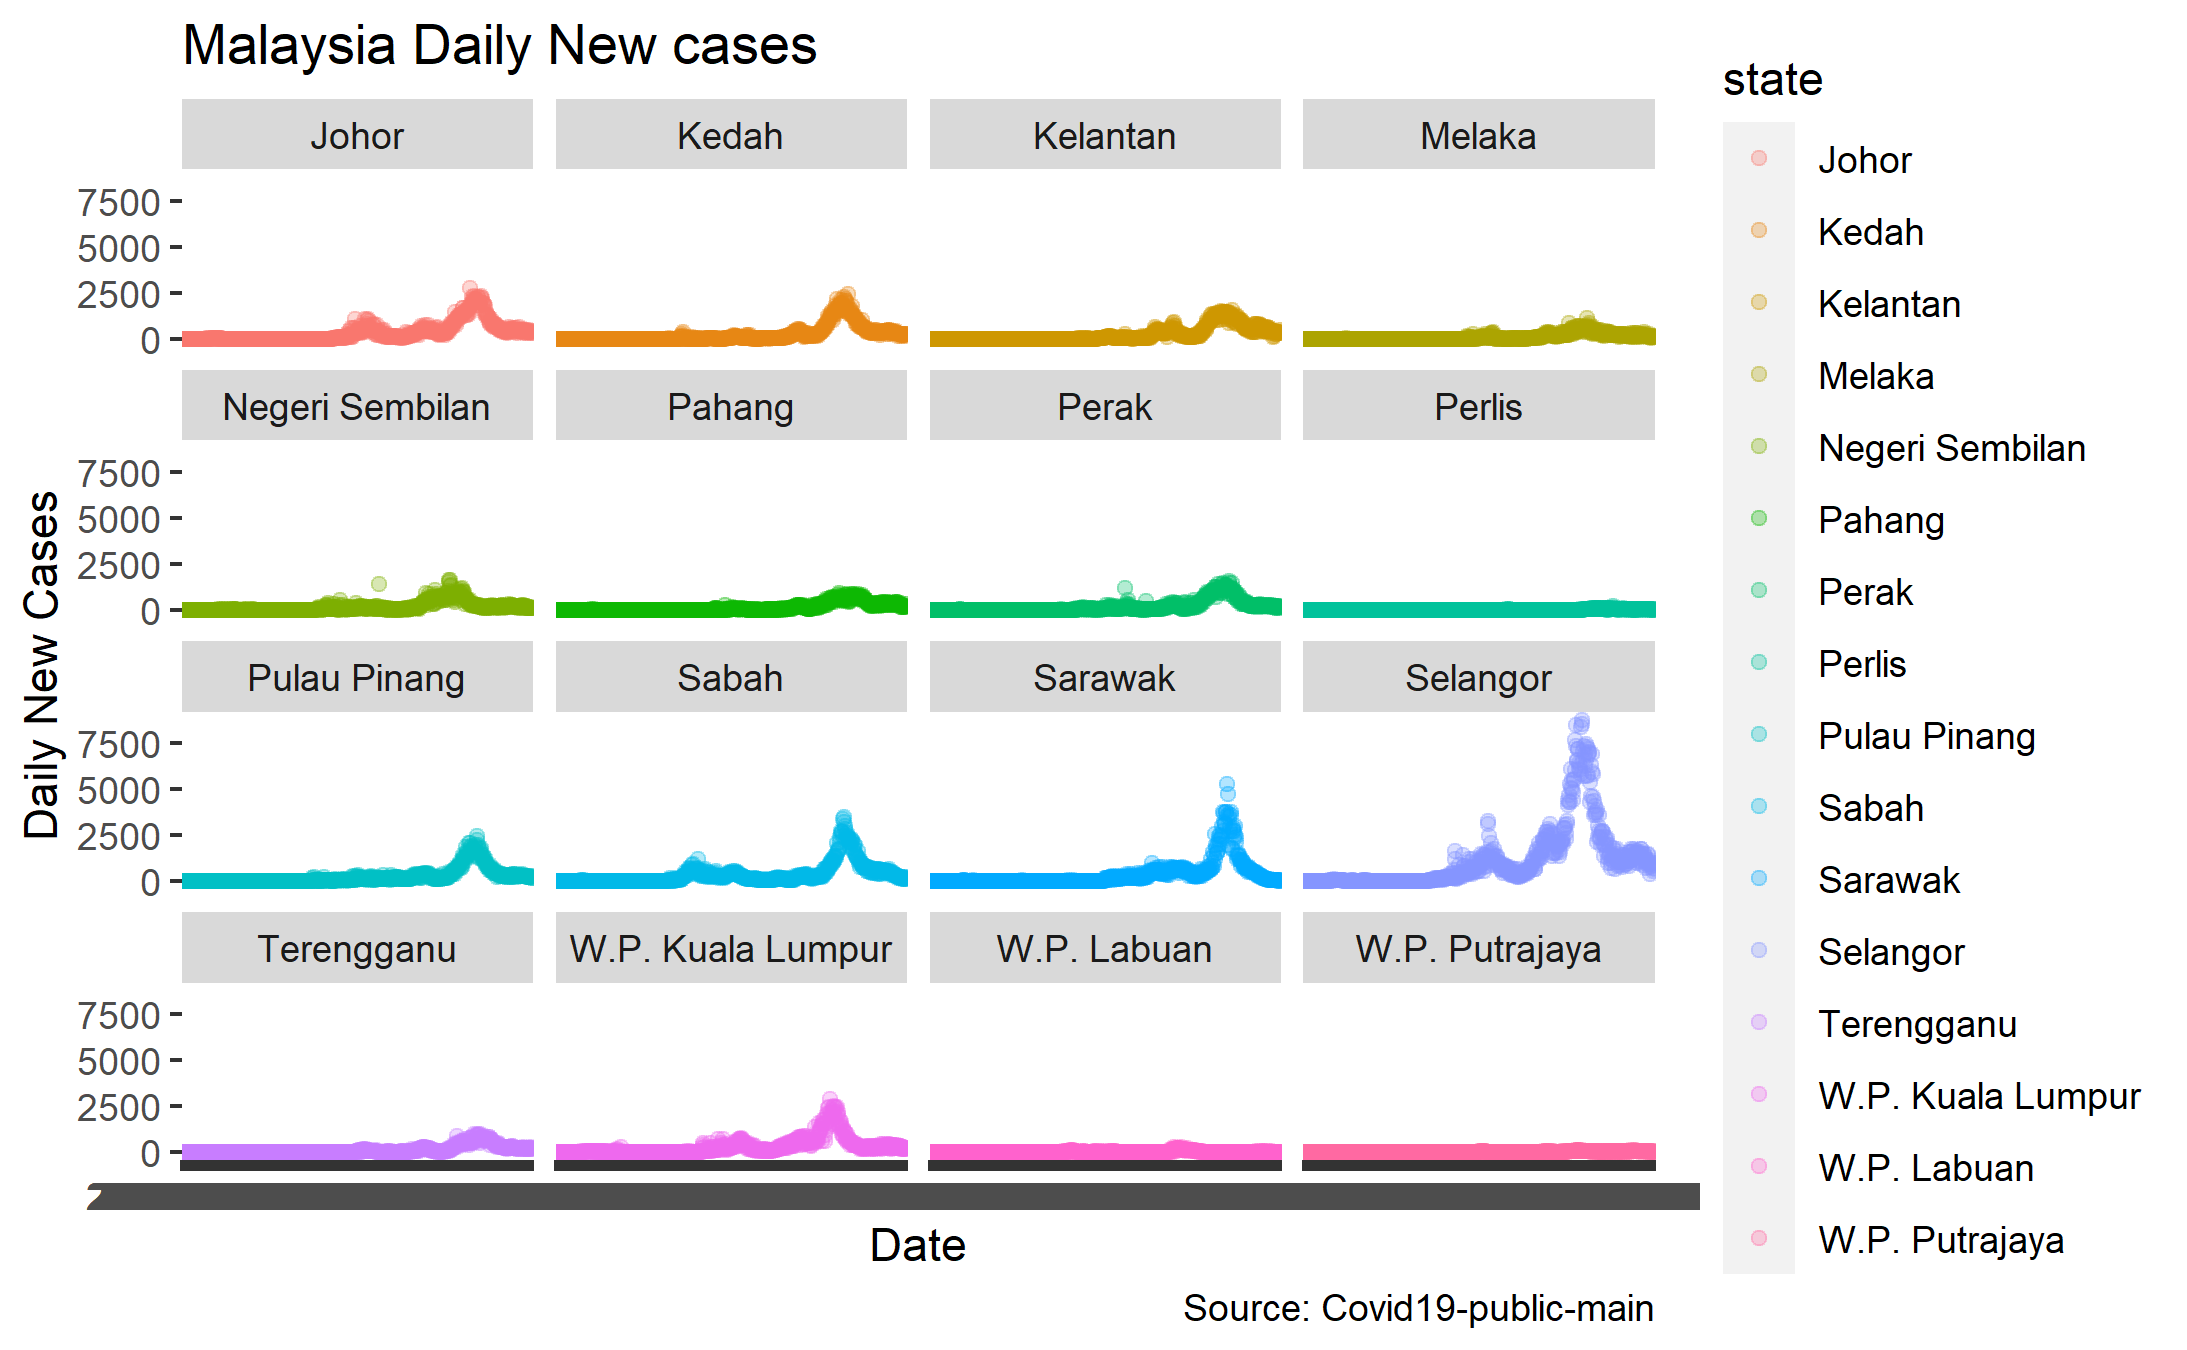 Malaysia Daily New cases
Johor Kedah Kelantan Melaka
7500
5000
2500
0
Negeri Sembilan Pahang Perak Perlis
7500
5000
2500
0
Pulau Pinang Sabah Sarawak Selangor
7500
5000
2500
0
Terengganu W.P. Kuala Lumpur W.P. Labuan W.P. Putrajaya
7500
5000
2500
0
Daily New Cases
Date
Source: Covid19-public-main
state
Johor
Kedah
Kelantan
Melaka
Negeri Sembilan
Pahang
Perak
Perlis
Pulau Pinang
Sabah
Sarawak
Selangor
Terengganu
W.P. Kuala Lumpur
W.P. Labuan
W.P. Putrajaya